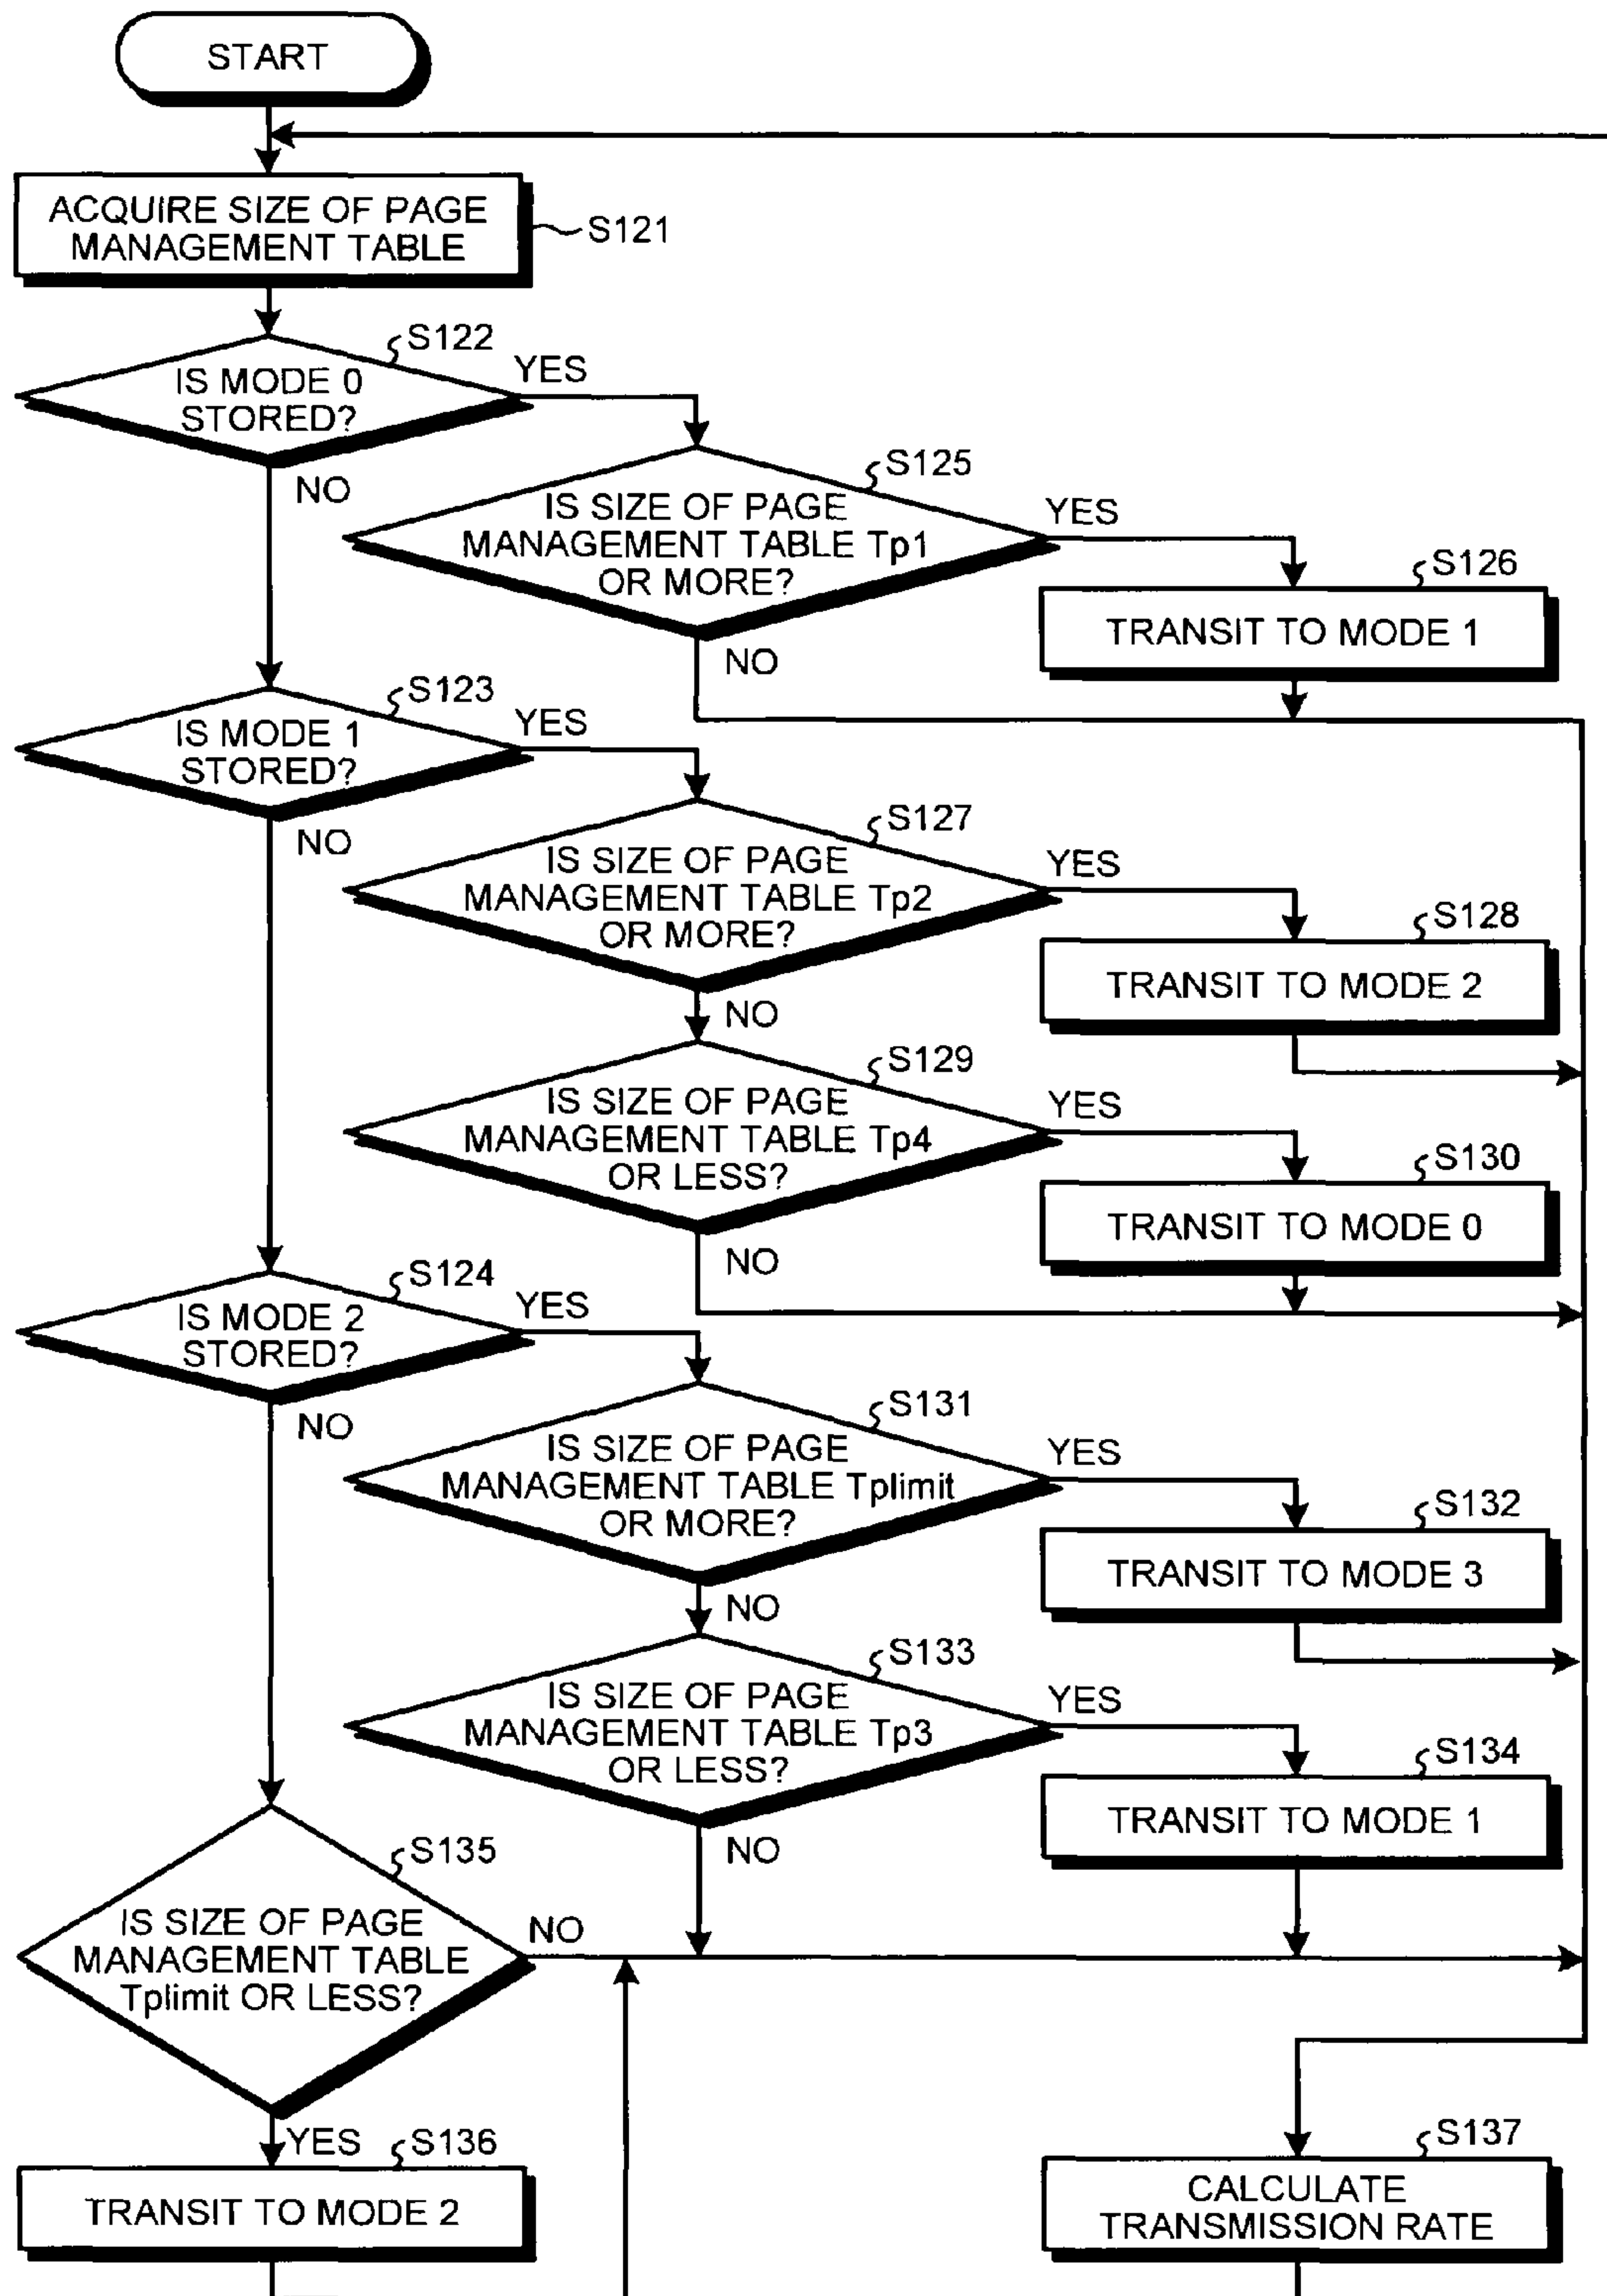 START
ACQUIRE SIZE OF PAGE
MANAGEMENT TABLE
S121
S122
IS MODE 0
STORED?
YES
NO
S125
IS SIZE OF PAGE
MANAGEMENT TABLE Tp1
OR MORE?
YES
NO
S126
TRANSIT TO MODE 1
S123
IS MODE 1
STORED?
YES
NO
S127
IS SIZE OF PAGE
MANAGEMENT TABLE Tp2
OR MORE?
YES
NO
S128
TRANSIT TO MODE 2
S129
IS SIZE OF PAGE
MANAGEMENT TABLE Tp4
OR LESS?
YES
NO
S130
TRANSIT TO MODE 0
S124
IS MODE 2
STORED?
YES
NO
S131
IS SIZE OF PAGE
MANAGEMENT TABLE Tplimit
OR MORE?
YES
NO
S132
TRANSIT TO MODE 3
S133
IS SIZE OF PAGE
MANAGEMENT TABLE Tp3
OR LESS?
YES
NO
S134
TRANSIT TO MODE 1
S135
IS SIZE OF PAGE
MANAGEMENT TABLE
Tplimit OR LESS?
NO
YES
S136
TRANSIT TO MODE 2
S137
CALCULATE
TRANSMISSION RATE